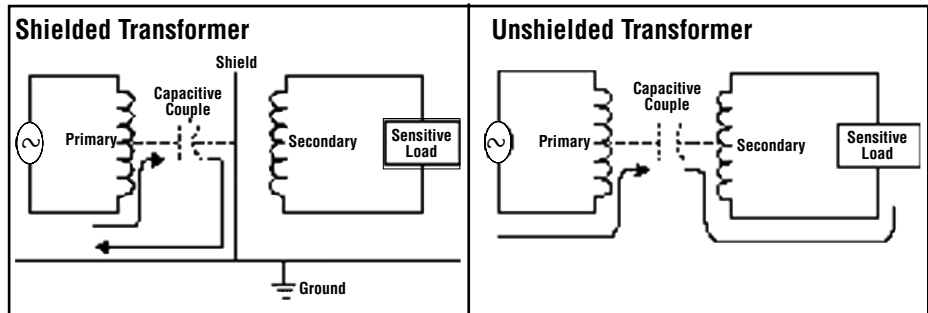 Shielded Transformer
Shield
Capacitive
Couple
Primary
Secondary
Sensitive
Load
Ground
Unshielded Transformer
Capacitive
Couple
Primary
Secondary
Sensitive
Load